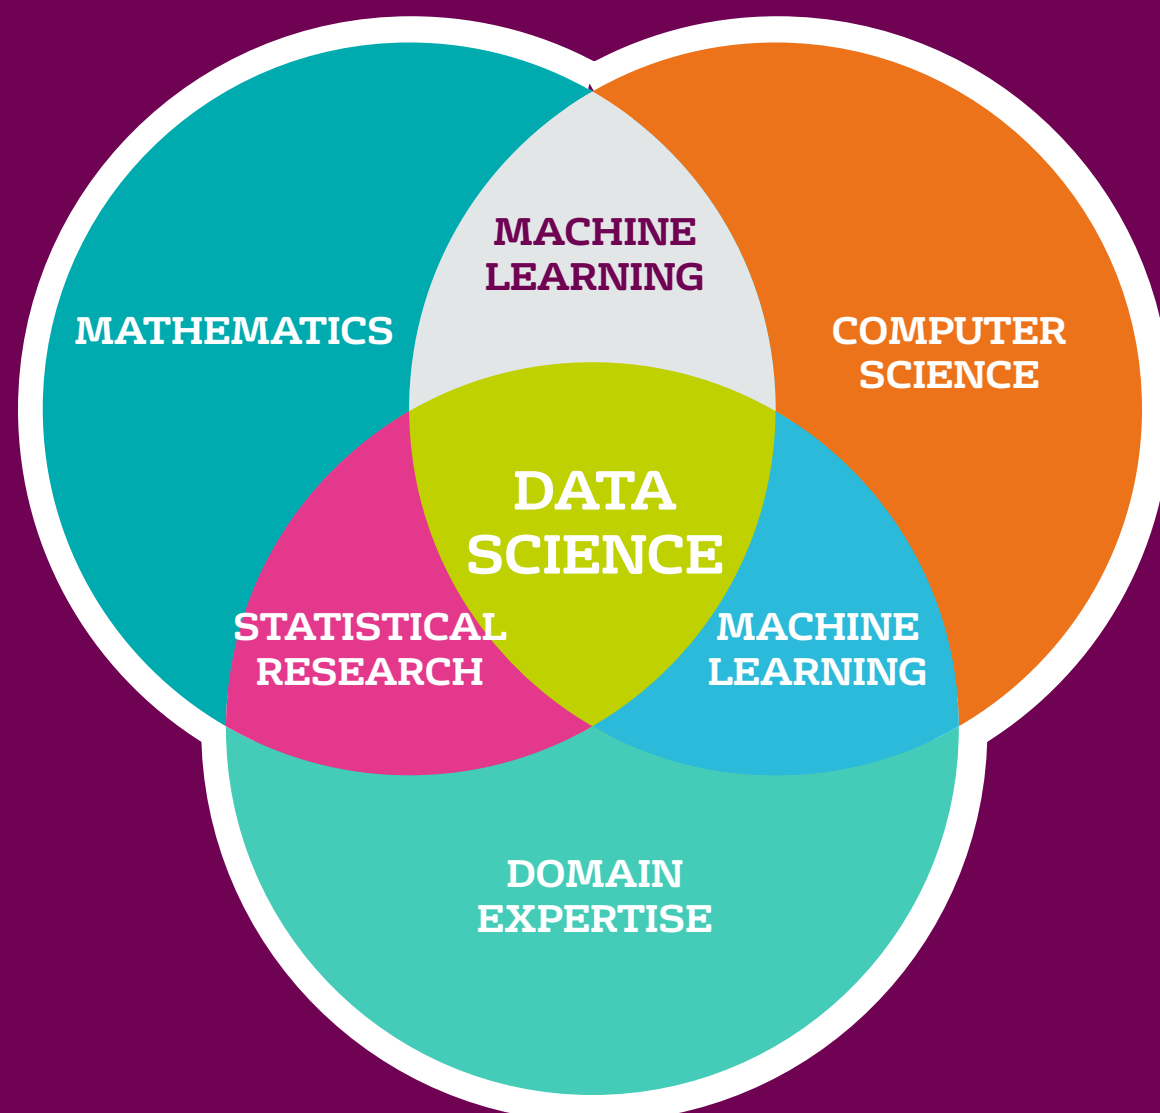 MACHINE
LEARNING
MATHEMATICS
COMPUTER
SCIENCE
DATA
SCIENCE
STATISTICAL
RESEARCH
MACHINE
LEARNING
DOMAIN
EXPERTISE